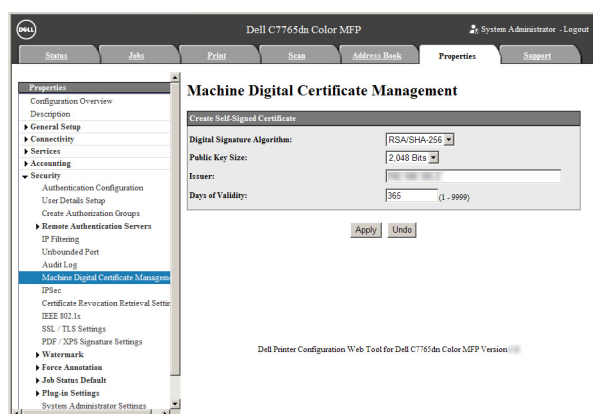 DELL
Dell C7765dn Color MFP
System Administrator - Logout
Status
Jobs
Print
Scan
Address Book
Properties
Support
Properties
Configuration Overview
Description
General Setup
Connectivity
Services
Accounting
Security
Authentication Configuration
User Details Setup
Create Authorization Groups
Remote Authentication Servers
IP Filtering
Unbounded Port
Audit Log
Machine Digital Certificate Managem
IPSec
Certificate Revocation Retrieval Settin
IEEE 802.1x
SSL / TLS Settings
PDF / XPS Signature Settings
Watermark
Force Annotation
Job Status Default
Plug-in Settings
System Administrator Settings
Machine Digital Certificate Management
Create Self-Signed Certificate
Digital Signature Algorithm: RSA/SHA-256
Public Key Size: 2,048 Bits
Issuer:
Days of Validity: 365 (1 - 9999)
Apply Undo
Dell Printer Configuration Web Tool for Dell C7765dn Color MFP Version